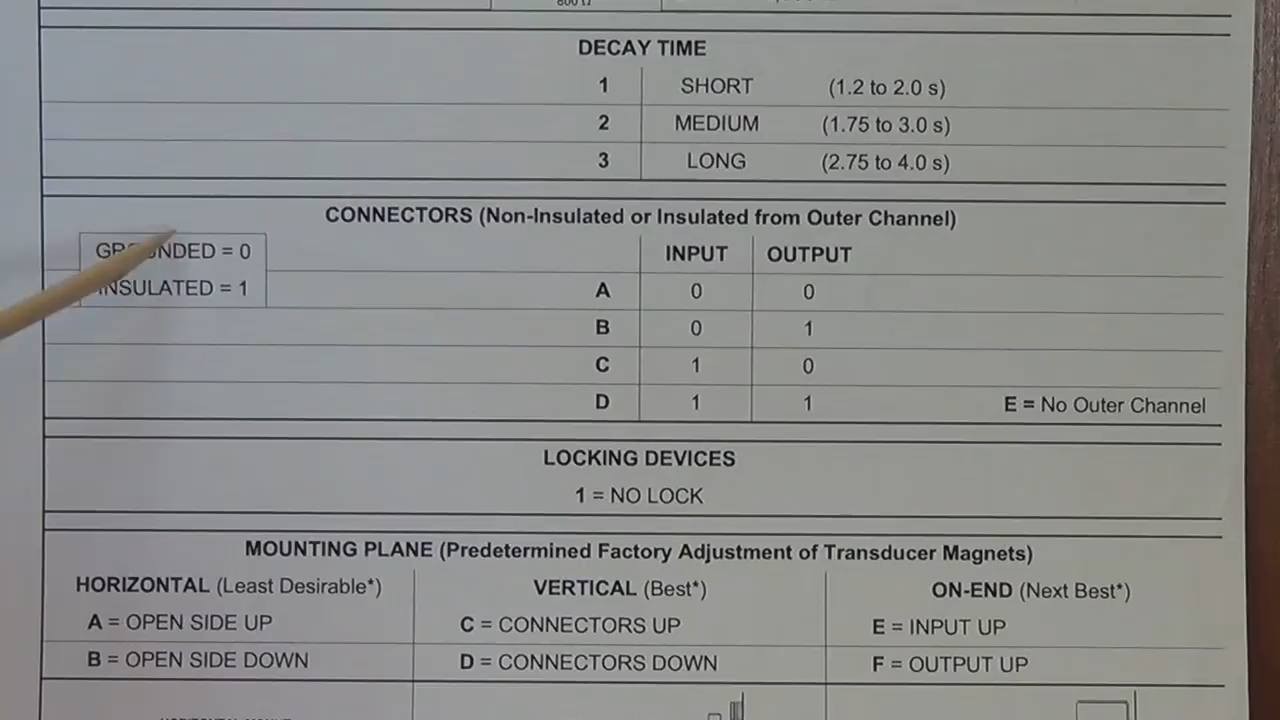 800 Ω
DECAY TIME
1 SHORT (1.2 to 2.0 s)
2 MEDIUM (1.75 to 3.0 s)
3 LONG (2.75 to 4.0 s)
CONNECTORS (Non-Insulated or Insulated from Outer Channel)
GROUNDED = 0 INPUT OUTPUT
INSULATED = 1 A 0 0
B 0 1
C 1 0
D 1 1 E = No Outer Channel
LOCKING DEVICES
1 = NO LOCK
MOUNTING PLANE (Predetermined Factory Adjustment of Transducer Magnets)
HORIZONTAL (Least Desirable*) VERTICAL (Best*) ON-END (Next Best*)
A = OPEN SIDE UP C = CONNECTORS UP E = INPUT UP
B = OPEN SIDE DOWN D = CONNECTORS DOWN F = OUTPUT UP